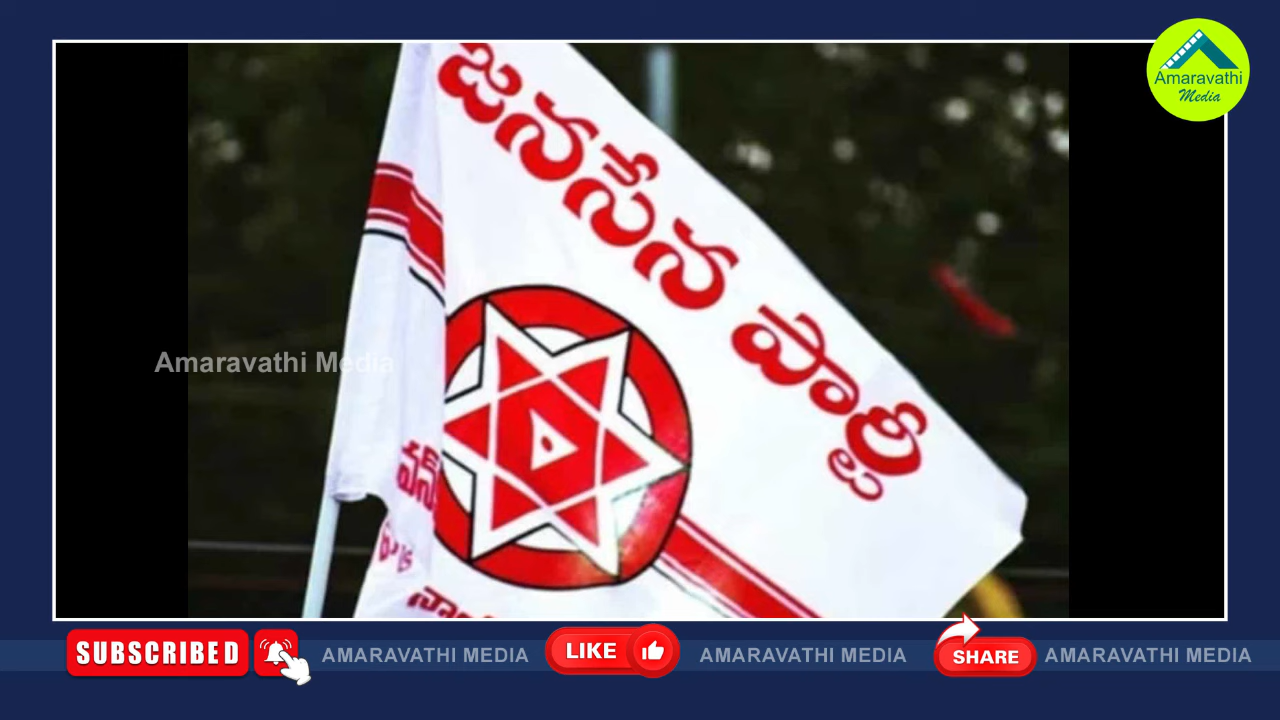 Amaravathi
Media
జనసేన పార్టీ
Amaravathi Media
SUBSCRIBED
AMARAVATHI MEDIA
LIKE
AMARAVATHI MEDIA
SHARE
AMARAVATHI MEDIA